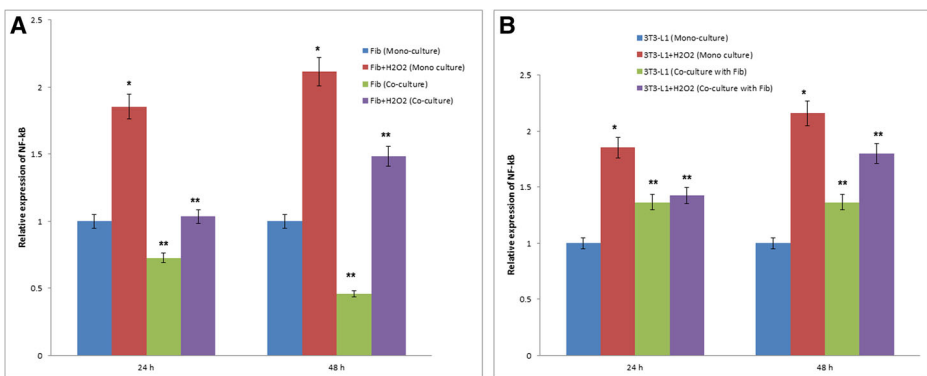 A
2.5
2
1.5
1
0.5
0
Relative expression of NF-kB
Fib (Mono-culture)
Fib+H2O2 (Mono culture)
Fib (Co-culture)
Fib+H2O2 (Co-culture)
*
**
**
*
**
**
24 h
48 h
B
2.5
2
1.5
1
0.5
0
Relative expression of NF-kB
3T3-L1 (Mono-culture)
3T3-L1+H2O2 (Mono culture)
3T3-L1 (Co-culture with Fib)
3T3-L1+H2O2 (Co-culture with Fib)
*
**
**
*
**
**
24 h
48 h